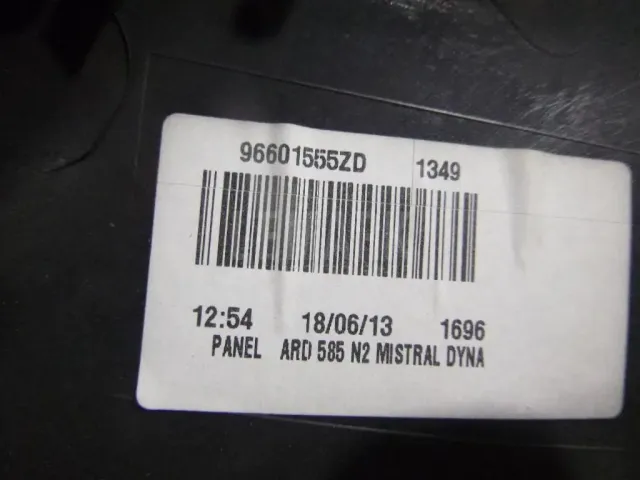 96601555ZD 1349
12:54 18/06/13 1696
PANEL ARD 585 N2 MISTRAL DYNA